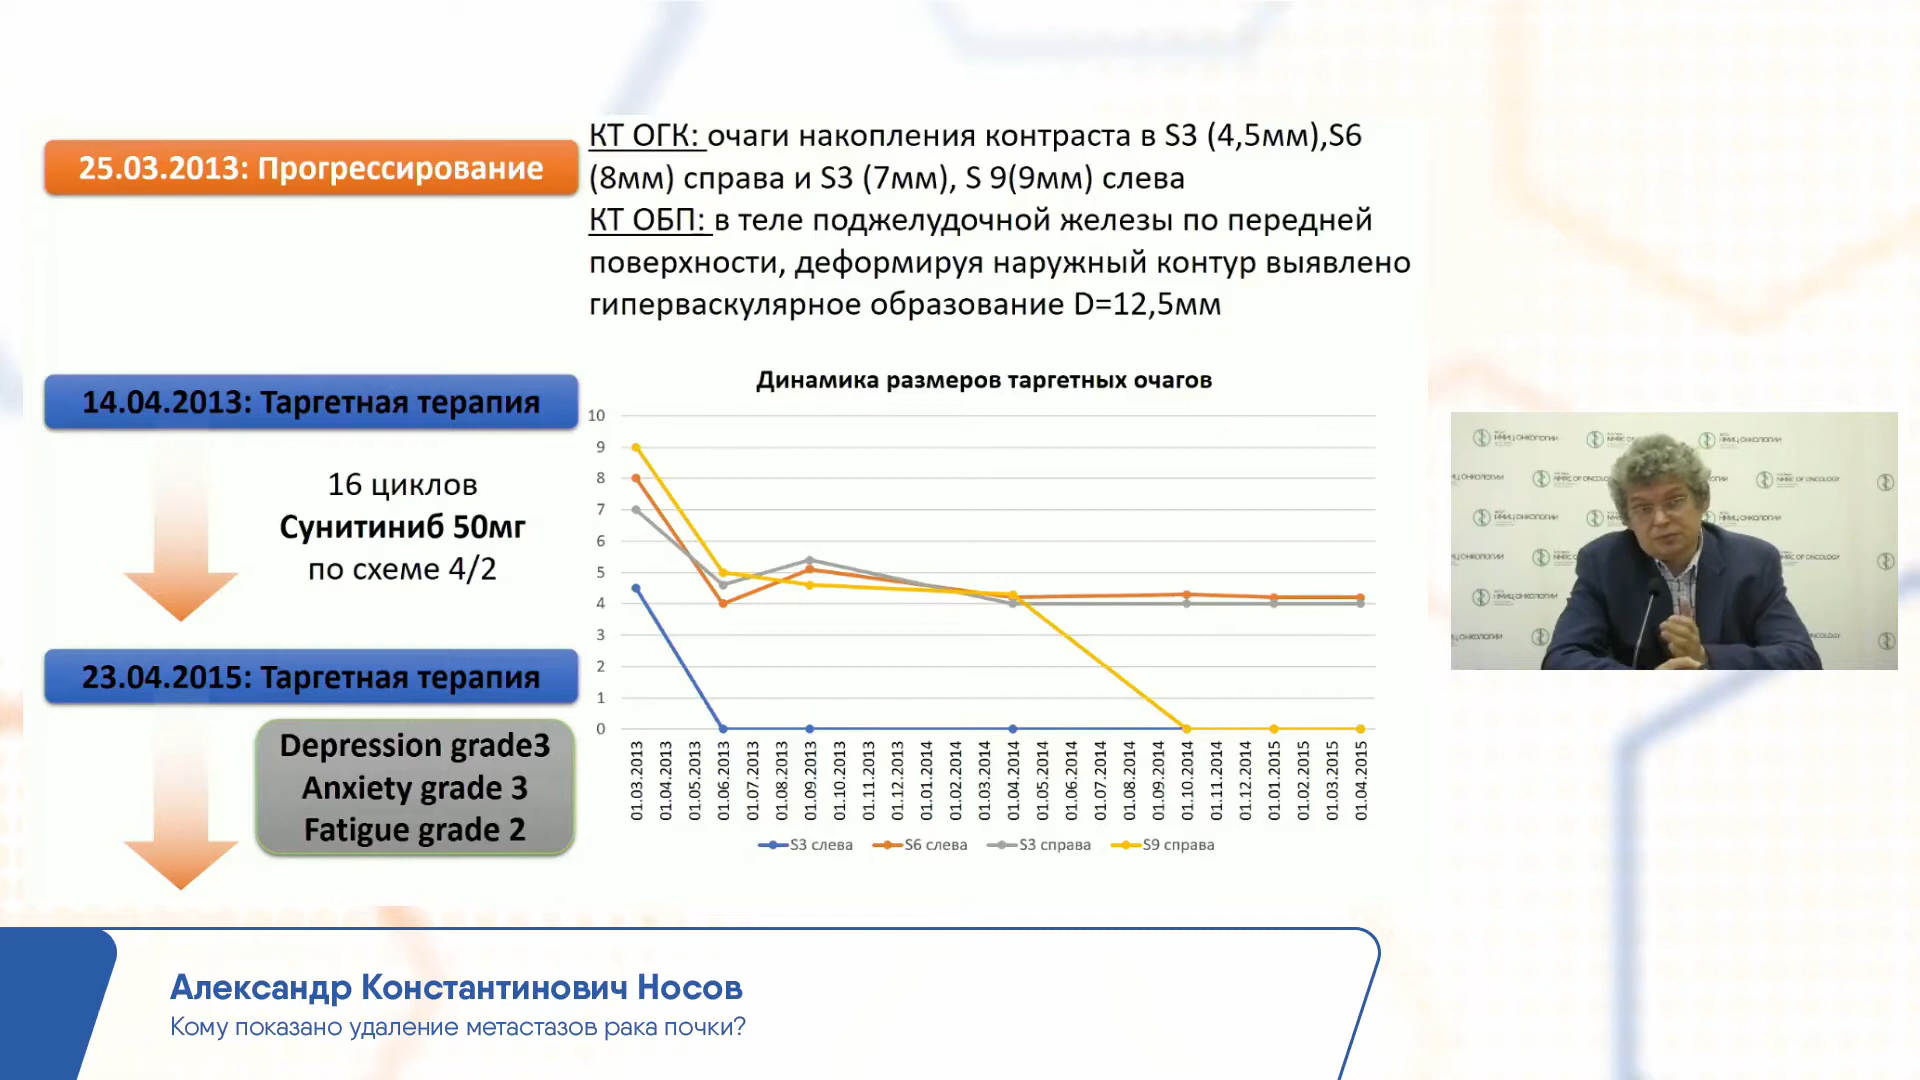 25.03.2013: Прогрессирование
КТ ОГК: очаги накопления контраста в S3 (4,5мм),S6
(8мм) справа и S3 (7мм), S 9(9мм) слева
КТ ОБП: в теле поджелудочной железы по передней
поверхности, деформируя наружный контур выявлено
гиперваскулярное образование D=12,5мм
14.04.2013: Таргетная терапия
16 циклов
Сунитиниб 50мг
по схеме 4/2
23.04.2015: Таргетная терапия
Depression grade3
Anxiety grade 3
Fatigue grade 2
Динамика размеров таргетных очагов
10
9
8
7
6
5
4
3
2
1
0
01.03.2013
01.04.2013
01.05.2013
01.06.2013
01.07.2013
01.08.2013
01.09.2013
01.10.2013
01.11.2013
01.12.2013
01.01.2014
01.02.2014
01.03.2014
01.04.2014
01.05.2014
01.06.2014
01.07.2014
01.08.2014
01.09.2014
01.10.2014
01.11.2014
01.12.2014
01.01.2015
01.02.2015
01.03.2015
01.04.2015
S3 слева S6 слева S3 справа S9 справа
НМИЦ ОНКОЛОГИИ
NMRC OF ONCOLOGY
Александр Константинович Носов
Кому показано удаление метастазов рака почки?